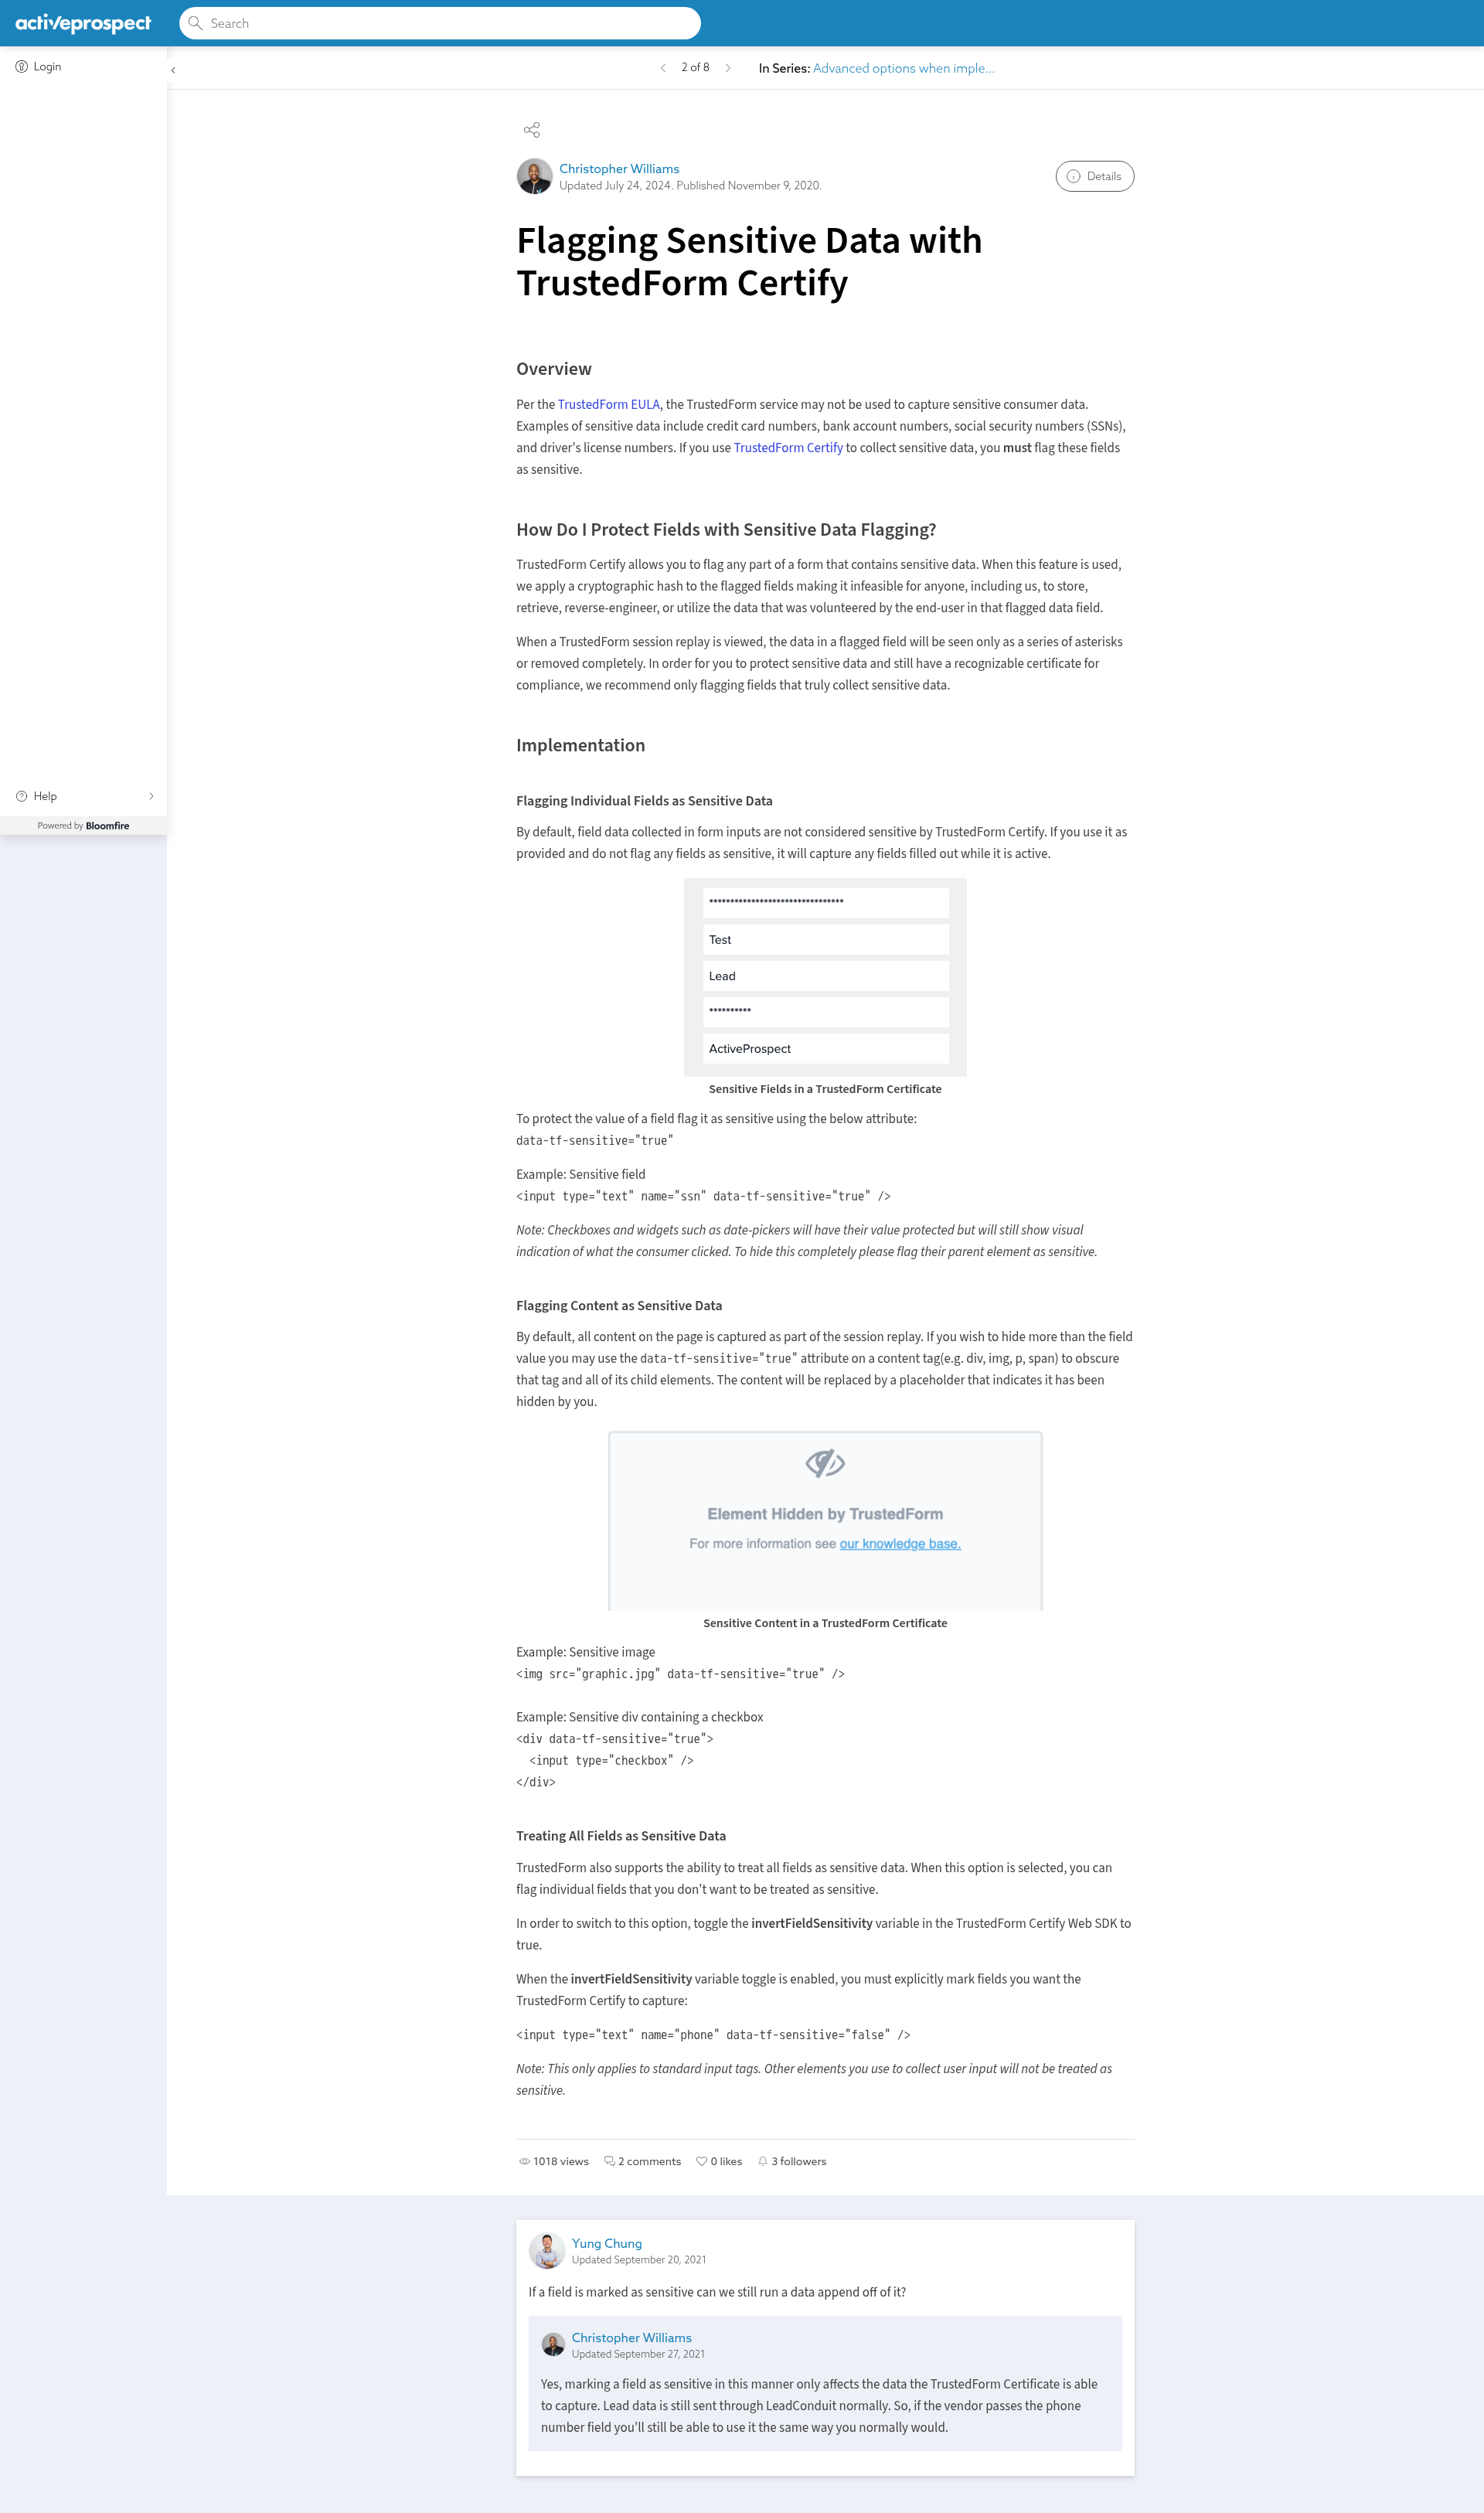 activeprospect
Search
Login
2 of 8
In Series: Advanced options when imple...
Christopher Williams
Updated July 24, 2024. Published November 9, 2020.
Details
Flagging Sensitive Data with
TrustedForm Certify
Overview
Per the TrustedForm EULA, the TrustedForm service may not be used to capture sensitive consumer data.
Examples of sensitive data include credit card numbers, bank account numbers, social security numbers (SSNs),
and driver's license numbers. If you use TrustedForm Certify to collect sensitive data, you must flag these fields
as sensitive.
How Do I Protect Fields with Sensitive Data Flagging?
TrustedForm Certify allows you to flag any part of a form that contains sensitive data. When this feature is used,
we apply a cryptographic hash to the flagged fields making it infeasible for anyone, including us, to store,
retrieve, reverse-engineer, or utilize the data that was volunteered by the end-user in that flagged data field.
When a TrustedForm session replay is viewed, the data in a flagged field will be seen only as a series of asterisks
or removed completely. In order for you to protect sensitive data and still have a recognizable certificate for
compliance, we recommend only flagging fields that truly collect sensitive data.
Implementation
Help
Powered by Bloomfire
Flagging Individual Fields as Sensitive Data
By default, field data collected in form inputs are not considered sensitive by TrustedForm Certify. If you use it as
provided and do not flag any fields as sensitive, it will capture any fields filled out while it is active.
********************************
Test
Lead
**********
ActiveProspect
Sensitive Fields in a TrustedForm Certificate
To protect the value of a field flag it as sensitive using the below attribute:
data-tf-sensitive="true"
Example: Sensitive field
<input type="text" name="ssn" data-tf-sensitive="true" />
Note: Checkboxes and widgets such as date-pickers will have their value protected but will still show visual
indication of what the consumer clicked. To hide this completely please flag their parent element as sensitive.
Flagging Content as Sensitive Data
By default, all content on the page is captured as part of the session replay. If you wish to hide more than the field
value you may use the data-tf-sensitive="true" attribute on a content tag(e.g. div, img, p, span) to obscure
that tag and all of its child elements. The content will be replaced by a placeholder that indicates it has been
hidden by you.
Element Hidden by TrustedForm
For more information see our knowledge base.
Sensitive Content in a TrustedForm Certificate
Example: Sensitive image
<img src="graphic.jpg" data-tf-sensitive="true" />
Example: Sensitive div containing a checkbox
<div data-tf-sensitive="true">
<input type="checkbox" />
</div>
Treating All Fields as Sensitive Data
TrustedForm also supports the ability to treat all fields as sensitive data. When this option is selected, you can
flag individual fields that you don't want to be treated as sensitive.
In order to switch to this option, toggle the invertFieldSensitivity variable in the TrustedForm Certify Web SDK to
true.
When the invertFieldSensitivity variable toggle is enabled, you must explicitly mark fields you want the
TrustedForm Certify to capture:
<input type="text" name="phone" data-tf-sensitive="false" />
Note: This only applies to standard input tags. Other elements you use to collect user input will not be treated as
sensitive.
1018 views 2 comments 0 likes 3 followers
Yung Chung
Updated September 20, 2021
If a field is marked as sensitive can we still run a data append off of it?
Christopher Williams
Updated September 27, 2021
Yes, marking a field as sensitive in this manner only affects the data the TrustedForm Certificate is able
to capture. Lead data is still sent through LeadConduit normally. So, if the vendor passes the phone
number field you'll still be able to use it the same way you normally would.